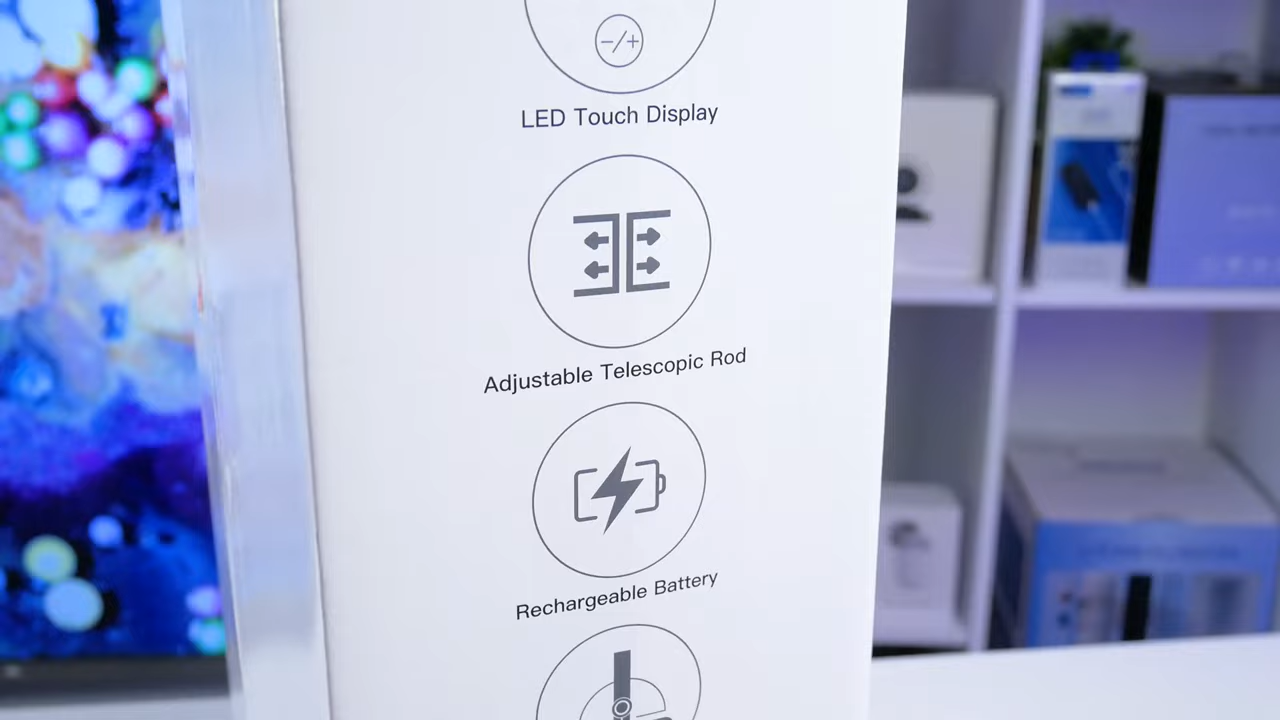 −/+
LED Touch Display
Adjustable Telescopic Rod
Rechargeable Battery